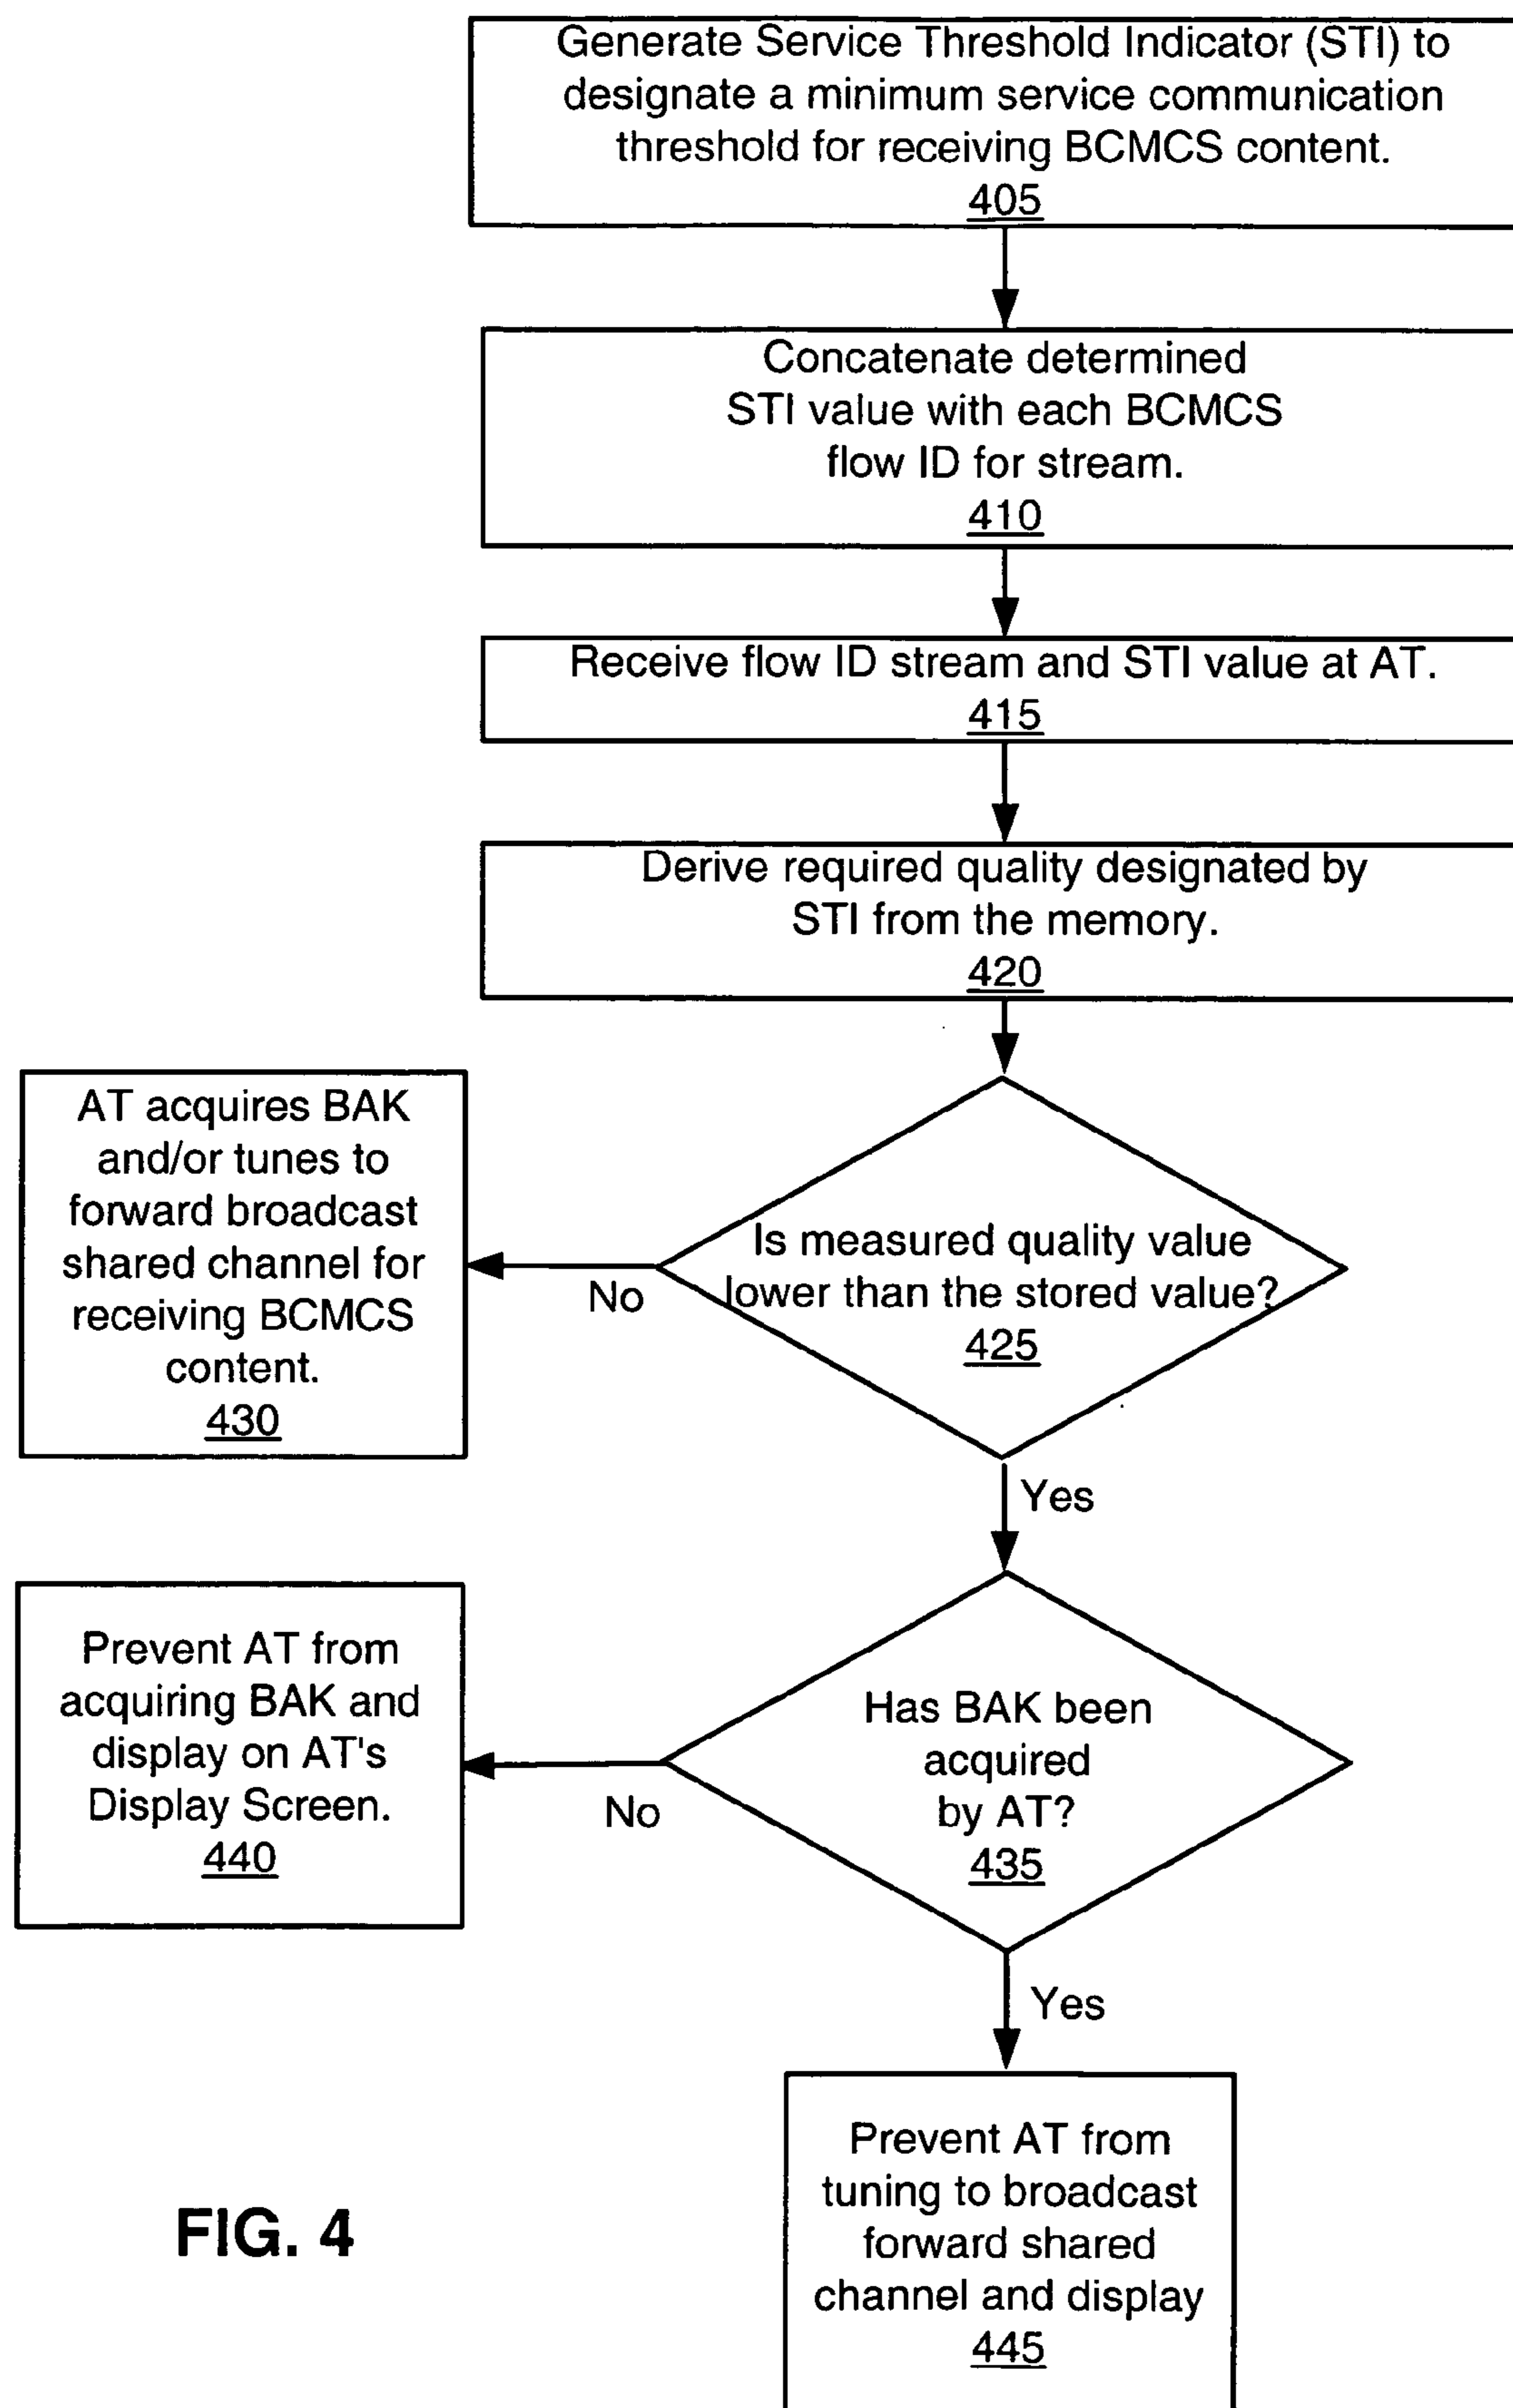 Generate Service Threshold Indicator (STI) to
designate a minimum service communication
threshold for receiving BCMCS content.
405
Concatenate determined
STI value with each BCMCS
flow ID for stream.
410
Receive flow ID stream and STI value at AT.
415
Derive required quality designated by
STI from the memory.
420
AT acquires BAK
and/or tunes to
forward broadcast
shared channel for
receiving BCMCS
content.
430
No
Is measured quality value
lower than the stored value?
425
Yes
Prevent AT from
acquiring BAK and
display on AT's
Display Screen.
440
No
Has BAK been
acquired
by AT?
435
Yes
Prevent AT from
tuning to broadcast
forward shared
channel and display
445
FIG. 4